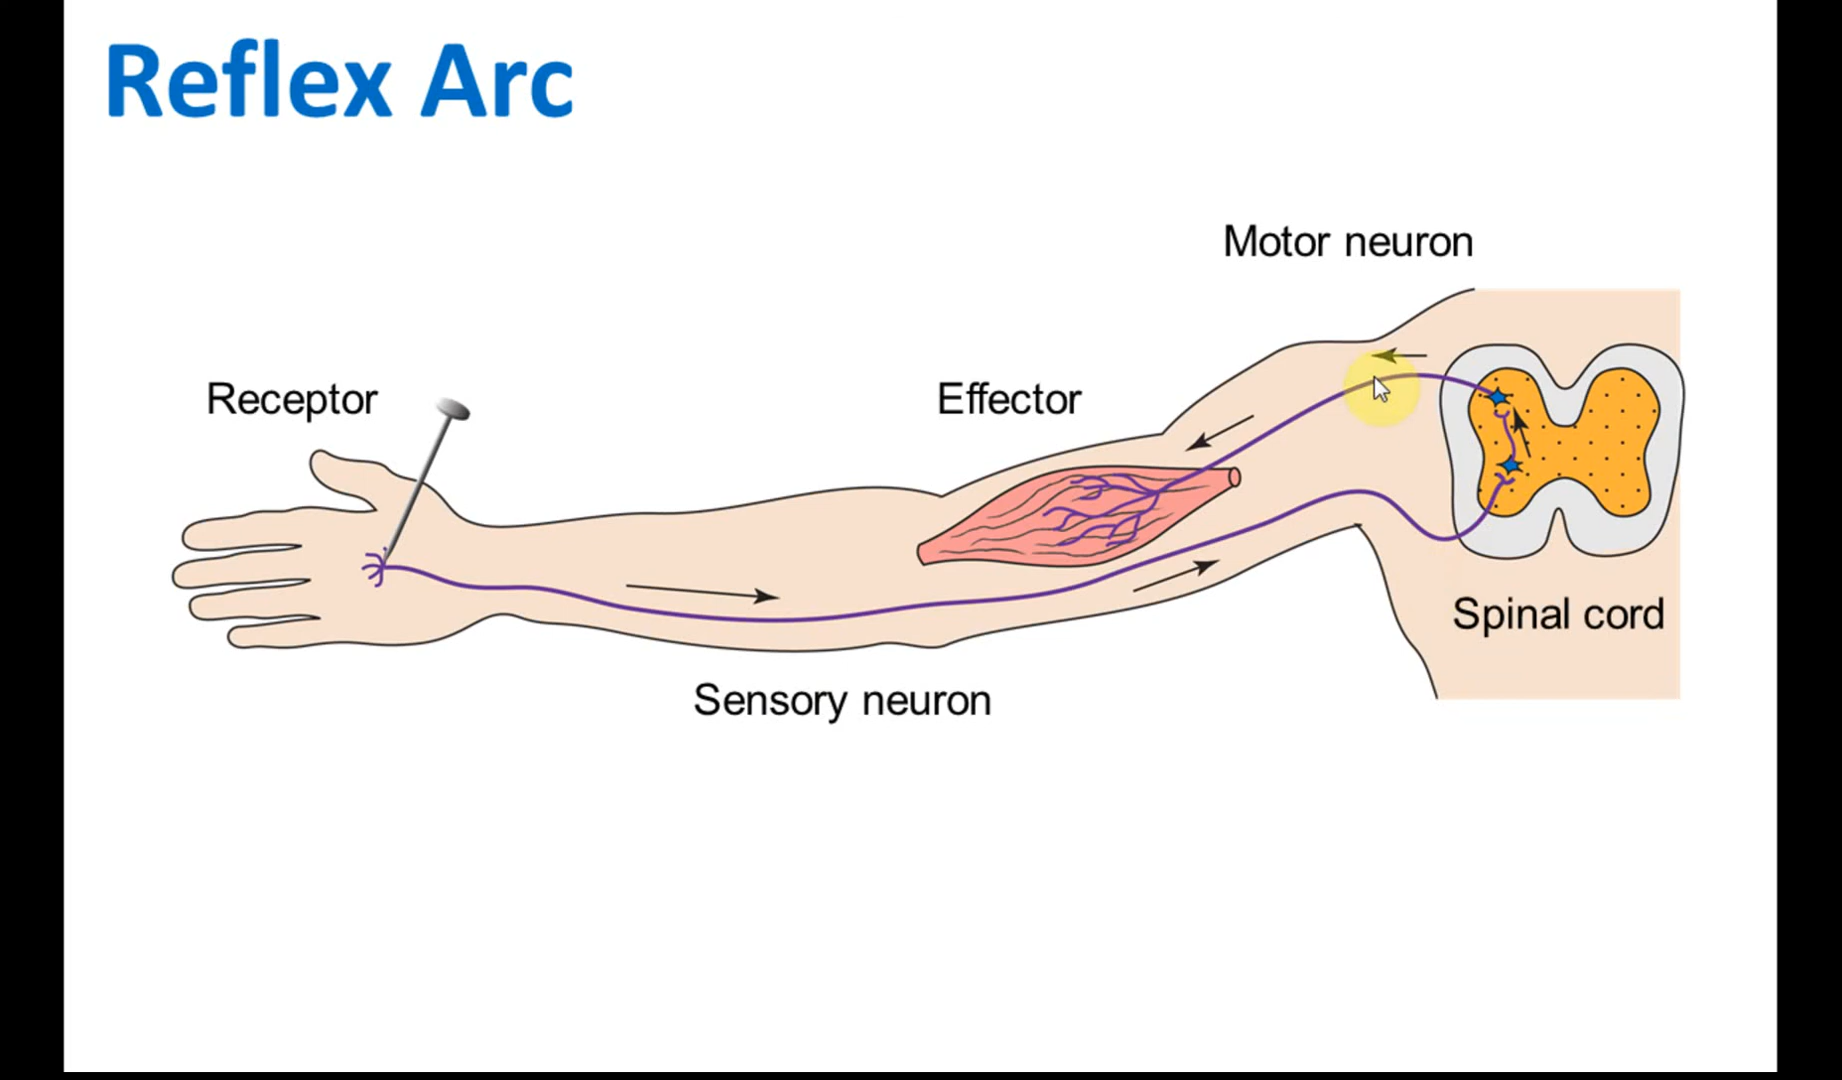 Reflex Arc
Motor neuron
Receptor
Effector
Spinal cord
Sensory neuron